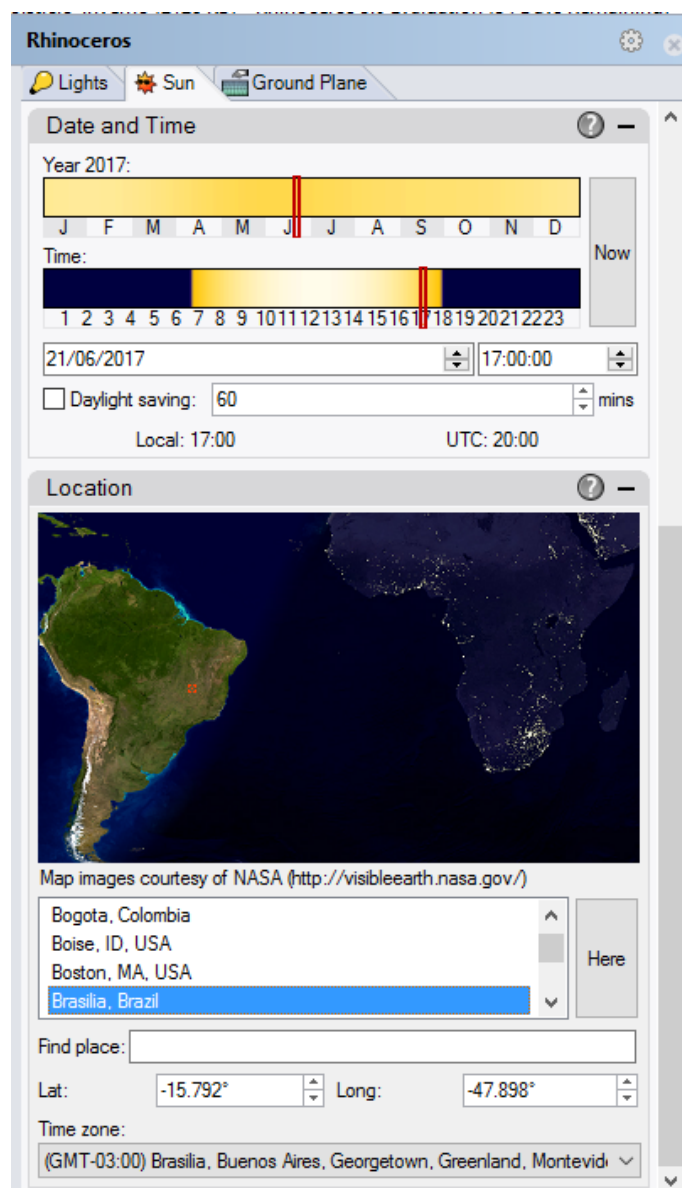 Rhinoceros
Lights Sun Ground Plane
Date and Time
Year 2017:
J F M A M J J A S O N D
Now
Time:
1 2 3 4 5 6 7 8 9 10 11 12 13 14 15 16 17 18 19 20 21 22 23
21/06/2017 17:00:00
Daylight saving: 60 mins
Local: 17:00 UTC: 20:00
Location
Map images courtesy of NASA (http://visibleearth.nasa.gov/)
Bogota, Colombia
Boise, ID, USA
Boston, MA, USA
Here
Brasilia, Brazil
Find place:
Lat: -15.792° Long: -47.898°
Time zone:
(GMT-03:00) Brasilia, Buenos Aires, Georgetown, Greenland, Montevid